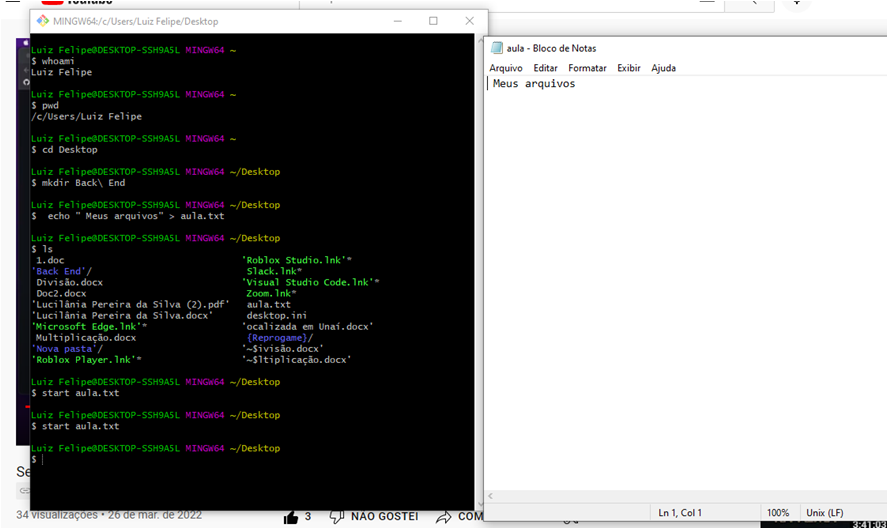 MINGW64:/c/Users/Luiz Felipe/Desktop
Luiz Felipe@DESKTOP-SSH9A5L MINGW64 ~
$ whoami
Luiz Felipe
Luiz Felipe@DESKTOP-SSH9A5L MINGW64 ~
$ pwd
/c/Users/Luiz Felipe
Luiz Felipe@DESKTOP-SSH9A5L MINGW64 ~
$ cd Desktop
Luiz Felipe@DESKTOP-SSH9A5L MINGW64 ~/Desktop
$ mkdir Back\ End
Luiz Felipe@DESKTOP-SSH9A5L MINGW64 ~/Desktop
$  echo " Meus arquivos" > aula.txt
Luiz Felipe@DESKTOP-SSH9A5L MINGW64 ~/Desktop
$ ls
1.doc 'Roblox Studio.lnk'*
'Back End'/ Slack.lnk*
Divisão.docx 'Visual Studio Code.lnk'*
Doc2.docx Zoom.lnk*
'Lucilânia Pereira da Silva (2).pdf' aula.txt
'Lucilânia Pereira da Silva.docx' desktop.ini
'Microsoft Edge.lnk'* 'ocalizada em Unaí.docx'
Multiplicação.docx {Reprogame}/
'Nova pasta'/ '~$ivisão.docx'
'Roblox Player.lnk'* '~$ltiplicação.docx'
Luiz Felipe@DESKTOP-SSH9A5L MINGW64 ~/Desktop
$ start aula.txt
Luiz Felipe@DESKTOP-SSH9A5L MINGW64 ~/Desktop
$ start aula.txt
Luiz Felipe@DESKTOP-SSH9A5L MINGW64 ~/Desktop
$
aula - Bloco de Notas
Arquivo Editar Formatar Exibir Ajuda
Meus arquivos
Ln 1, Col 1 100% Unix (LF)
Se
34 visualizações • 26 de mar. de 2022 3 NÃO GOSTEI COM
3:41:03